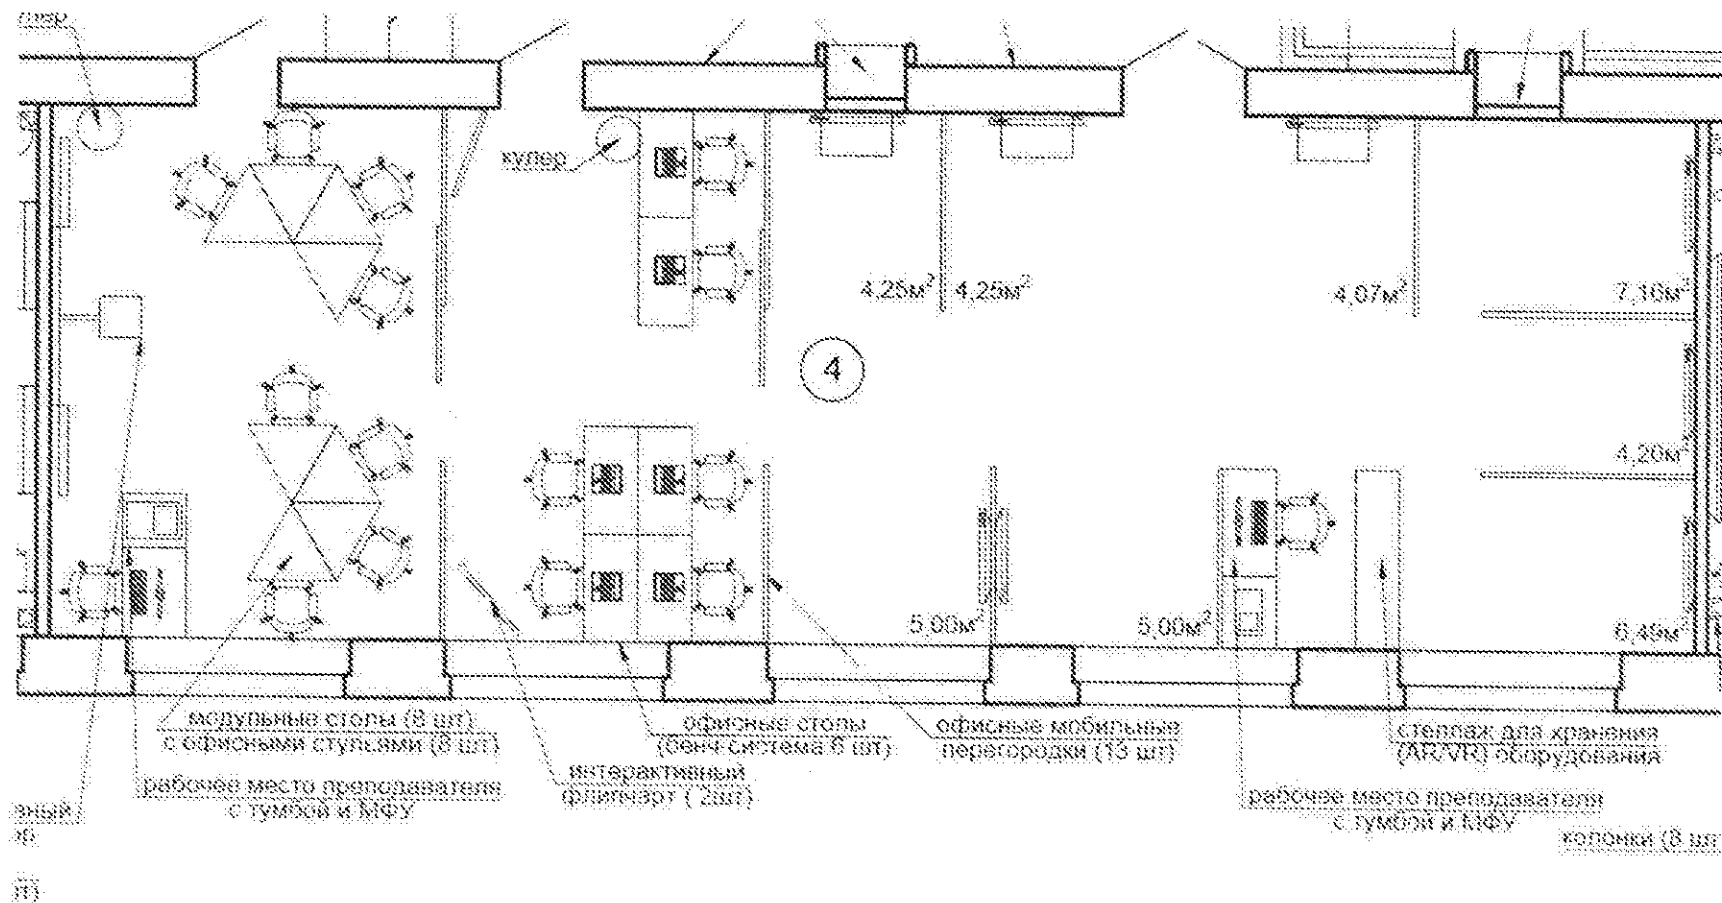 кулер
4,25м²
4,25м²
4,07м²
7,10м²
4
4,20м²
5,00м²
5,00м²
6,49м²
модульные столы (8 шт)
с офисными стульями (8 шт)
офисные столы
(бенч система 6 шт)
офисные мобильные
перегородки (13 шт)
стеллаж для хранения
(AR/VR) оборудования
интерактивный
флипчарт ( 2шт)
рабочее место преподавателя
с тумбой и МФУ
рабочее место преподавателя
с тумбой и МФУ
колонки (8 шт